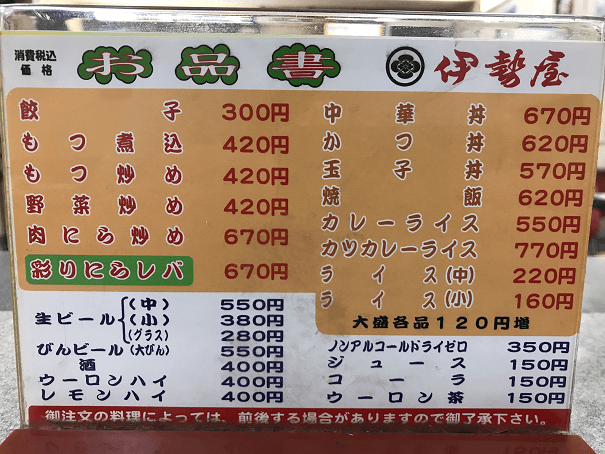 消費税込
価格
お品書
伊勢屋
餃子 300円
もつ煮込 420円
もつ炒め 420円
野菜炒め 420円
肉にら炒め 670円
彩りにらレバ 670円
中華丼 670円
かつ丼 620円
玉子丼 570円
焼飯 620円
カレーライス 550円
カツカレーライス 770円
ライス(中) 220円
ライス(小) 160円
大盛各品120円増
生ビール (中) 550円
(小) 380円
(グラス) 280円
びんビール(大びん) 550円
酒 400円
ウーロンハイ 400円
レモンハイ 400円
ノンアルコールドライゼロ 350円
ジュース 150円
コーラ 150円
ウーロン茶 150円
御注文の料理によっては、前後する場合がありますので御了承下さい。